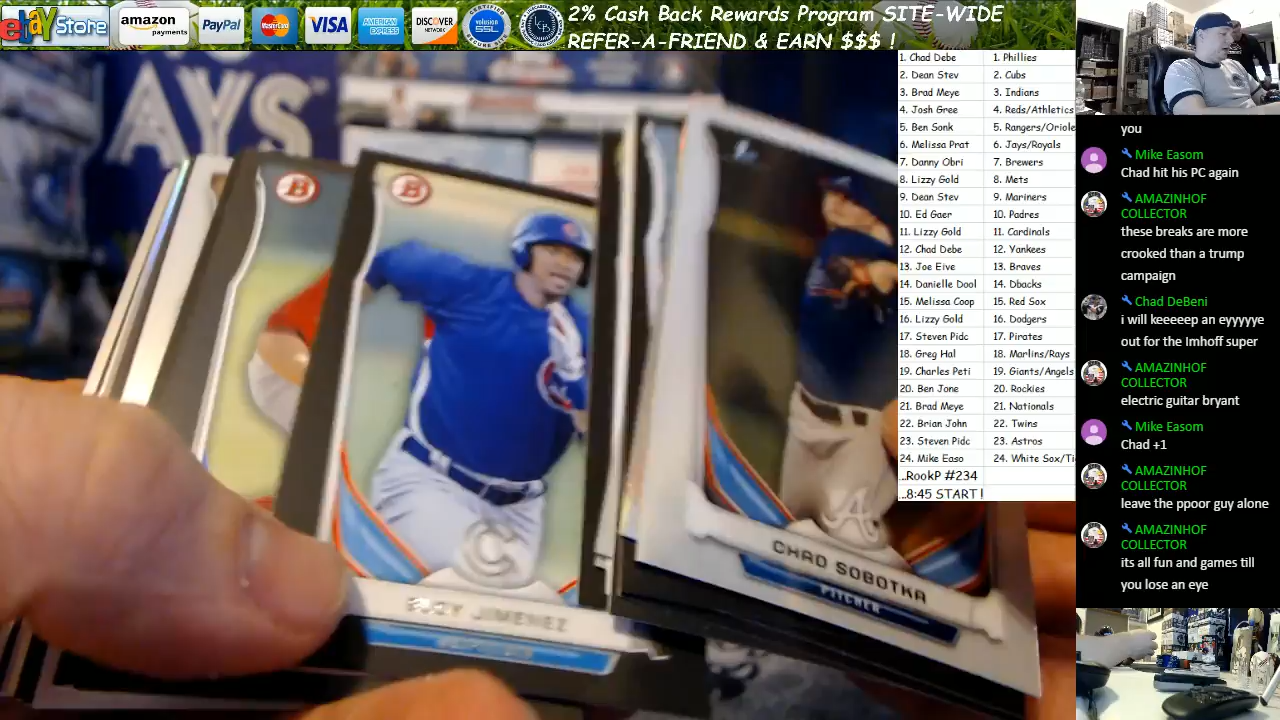 ebay Store
amazon payments
PayPal
MasterCard
VISA
AMERICAN EXPRESS
DISCOVER NETWORK
volusion SSL
2% Cash Back Rewards Program SITE-WIDE
REFER-A-FRIEND & EARN $$$ !
1. Chad Debe 1. Phillies
2. Dean Stev 2. Cubs
3. Brad Meye 3. Indians
4. Josh Gree 4. Reds/Athletics
5. Ben Sonk 5. Rangers/Oriole
6. Melissa Prat 6. Jays/Royals
7. Danny Obri 7. Brewers
8. Lizzy Gold 8. Mets
9. Dean Stev 9. Mariners
10. Ed Gaer 10. Padres
11. Lizzy Gold 11. Cardinals
12. Chad Debe 12. Yankees
13. Joe Eive 13. Braves
14. Danielle Dool 14. Dbacks
15. Melissa Coop 15. Red Sox
16. Lizzy Gold 16. Dodgers
17. Steven Pidc 17. Pirates
18. Greg Hal 18. Marlins/Rays
19. Charles Peti 19. Giants/Angels
20. Ben Jone 20. Rockies
21. Brad Meye 21. Nationals
22. Brian John 22. Twins
23. Steven Pidc 23. Astros
24. Mike Easo 24. White Sox/Ti
...RookP #234
...8:45 START !
you
Mike Easom
Chad hit his PC again
AMAZINHOF
COLLECTOR
these breaks are more
crooked than a trump
campaign
Chad DeBeni
i will keeeeep an eyyyyye
out for the Imhoff super
AMAZINHOF
COLLECTOR
electric guitar bryant
Mike Easom
Chad +1
AMAZINHOF
COLLECTOR
leave the ppoor guy alone
AMAZINHOF
COLLECTOR
its all fun and games till
you lose an eye
AYS
B
B
C
A
JIMENEZ
CHAD SOBOTKA
PITCHER